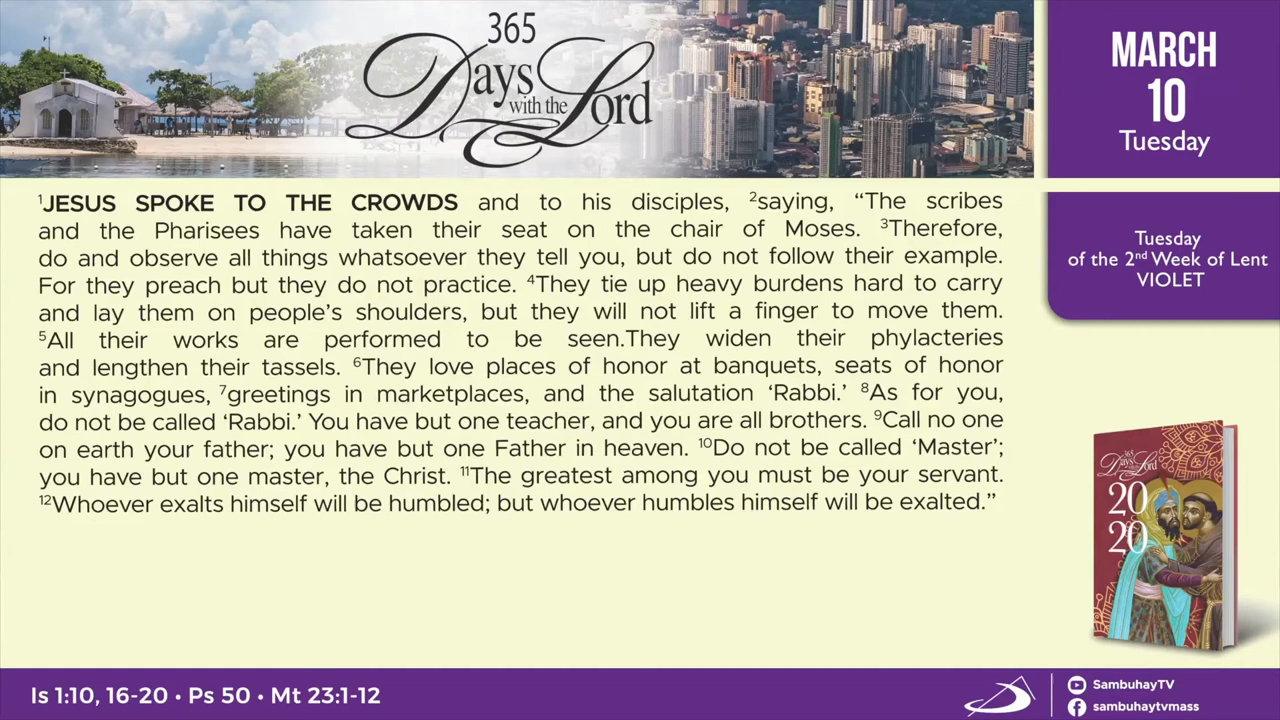 365
Days with the Lord
MARCH
10
Tuesday
Tuesday
of the 2nd Week of Lent
VIOLET
1JESUS SPOKE TO THE CROWDS and to his disciples, 2saying, “The scribes
and the Pharisees have taken their seat on the chair of Moses. 3Therefore,
do and observe all things whatsoever they tell you, but do not follow their example.
For they preach but they do not practice. 4They tie up heavy burdens hard to carry
and lay them on people’s shoulders, but they will not lift a finger to move them.
5All their works are performed to be seen.They widen their phylacteries
and lengthen their tassels. 6They love places of honor at banquets, seats of honor
in synagogues, 7greetings in marketplaces, and the salutation ‘Rabbi.’ 8As for you,
do not be called ‘Rabbi.’ You have but one teacher, and you are all brothers. 9Call no one
on earth your father; you have but one Father in heaven. 10Do not be called ‘Master’;
you have but one master, the Christ. 11The greatest among you must be your servant.
12Whoever exalts himself will be humbled; but whoever humbles himself will be exalted.”
365
Days with the Lord
20
20
Is 1:10, 16-20 • Ps 50 • Mt 23:1-12
SambuhayTV
sambuhaytvmass